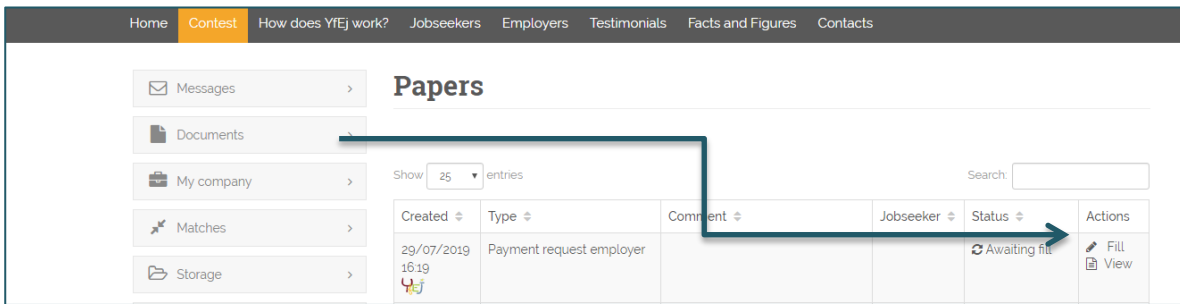 Home Contest How does YfEj work? Jobseekers Employers Testimonials Facts and Figures Contacts
Messages
Documents
My company
Matches
Storage
Papers
Show 25 entries
Search:
Created Type Comment Jobseeker Status Actions
29/07/2019 Payment request employer Awaiting fill Fill
16:19 View
YfEj